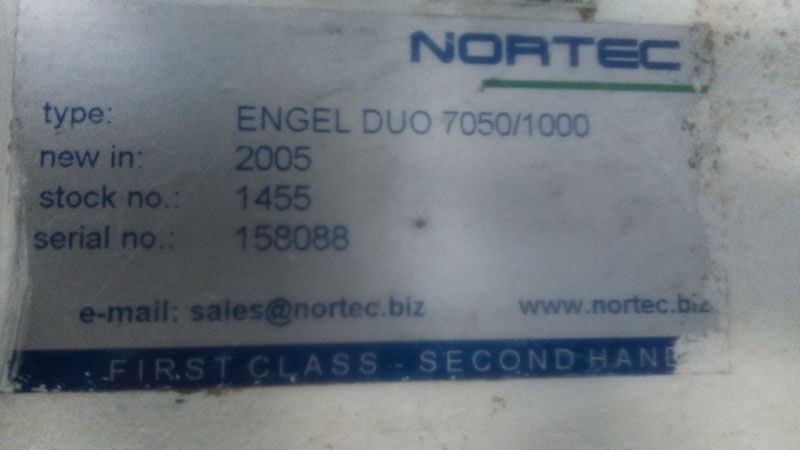 NORTEC
type: ENGEL DUO 7050/1000
new in: 2005
stock no.: 1455
serial no.: 158088
e-mail: sales@nortec.biz www.nortec.biz
FIRST CLASS - SECOND HAND